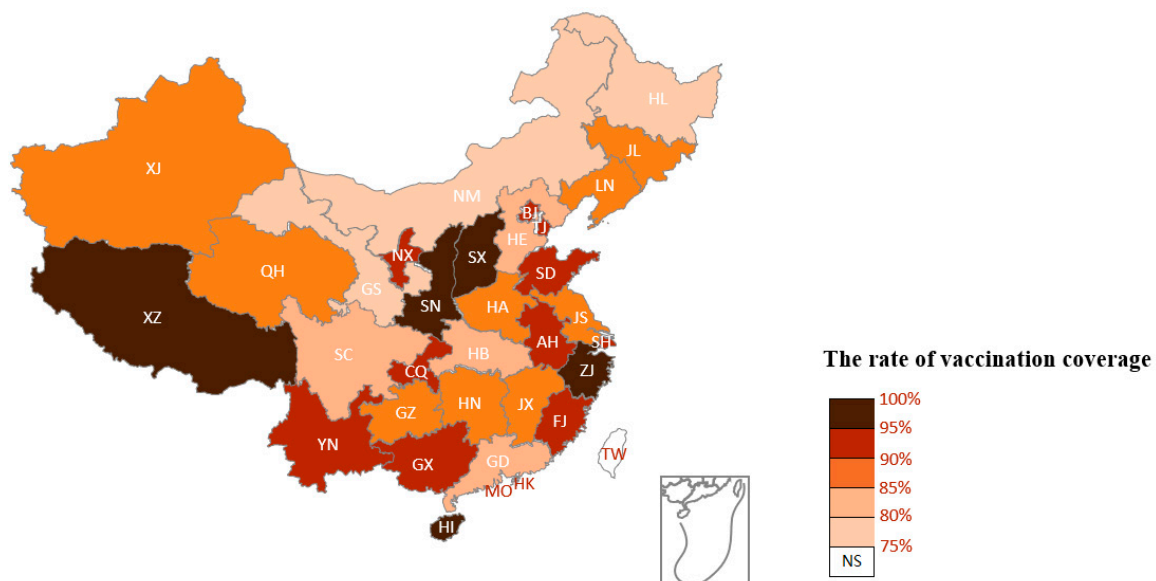 HL
XJ
JL
LN
NM
BJ
TJ
HE
NX
SX
QH
SD
GS
SN
HA
JS
XZ
SH
AH
SC
HB
ZJ
CQ
GZ
HN
JX
FJ
YN
GX
GD
TW
HK
MO
HI
The rate of vaccination coverage
100%
95%
90%
85%
80%
75%
NS